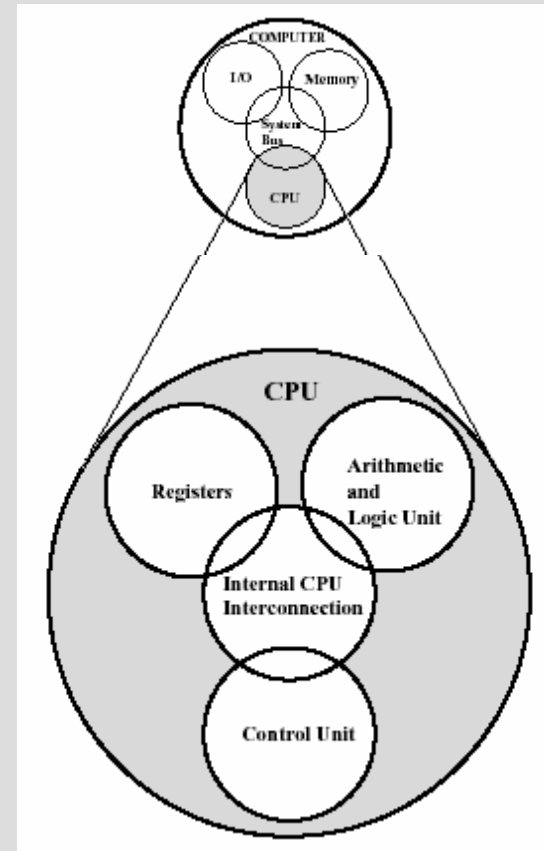 COMPUTER
I/O
Memory
System
Bus
CPU
CPU
Registers
Arithmetic
and
Logic Unit
Internal CPU
Interconnection
Control Unit